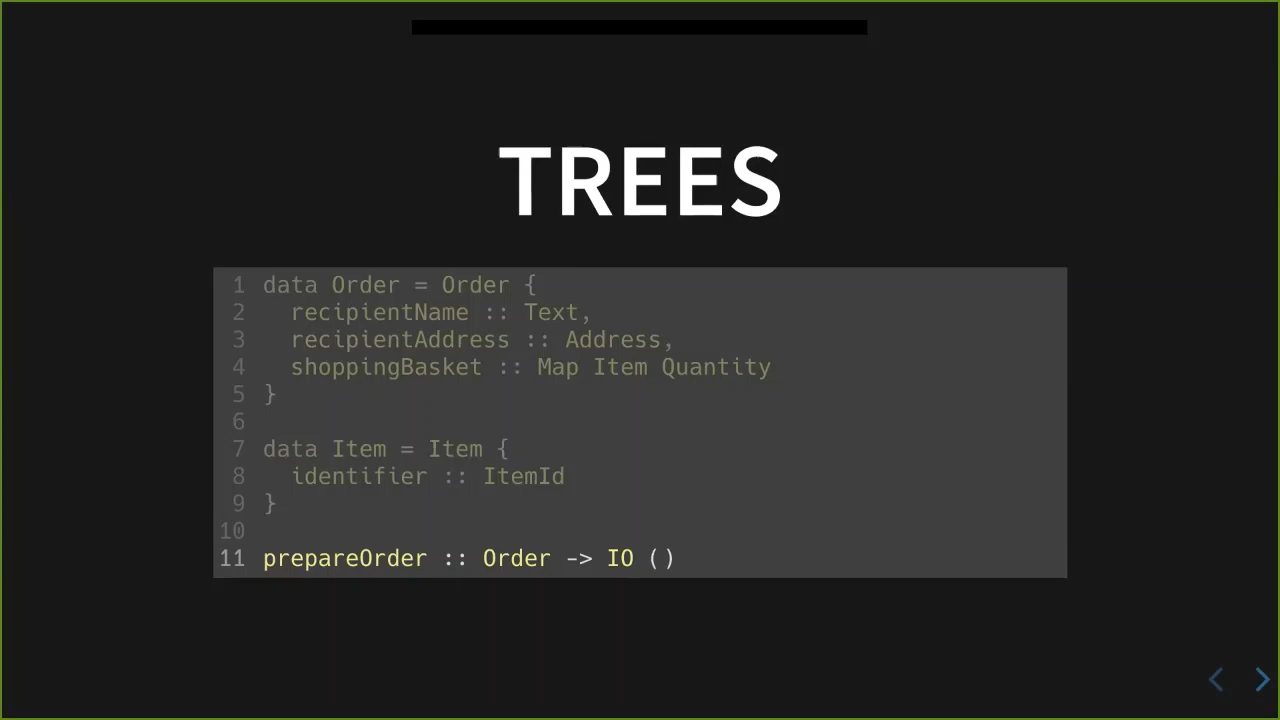 TREES
1 data Order = Order {
2   recipientName :: Text,
3   recipientAddress :: Address,
4   shoppingBasket :: Map Item Quantity
5 }
6
7 data Item = Item {
8   identifier :: ItemId
9 }
10
11 prepareOrder :: Order -> IO ()